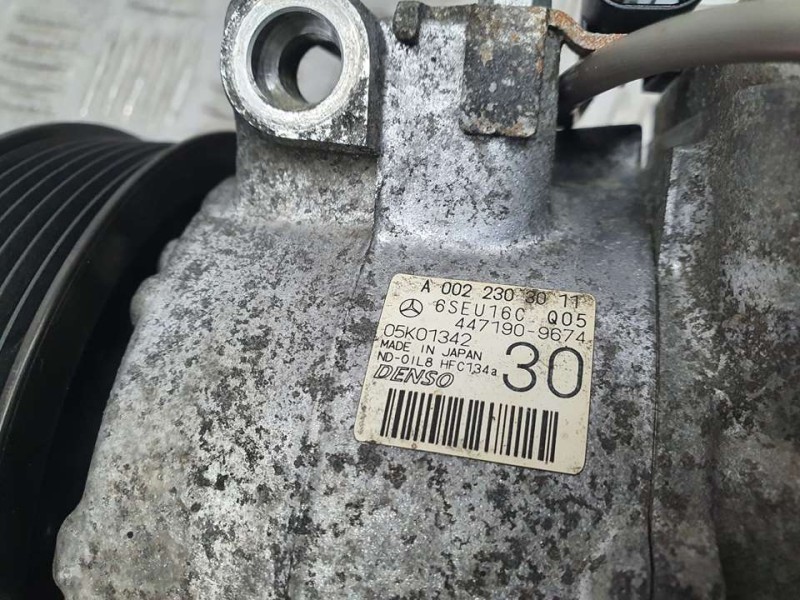 A 002 230 30 11
6SEU16C Q05
447190-9674
05K01342
MADE IN JAPAN
ND-OIL8 HFC134a
30
DENSO